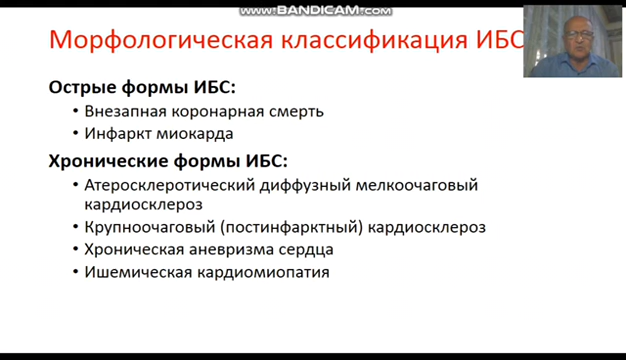 www.BANDICAM.com
Морфологическая классификация ИБС
Острые формы ИБС:
• Внезапная коронарная смерть
• Инфаркт миокарда
Хронические формы ИБС:
• Атеросклеротический диффузный мелкоочаговый
кардиосклероз
• Крупноочаговый (постинфарктный) кардиосклероз
• Хроническая аневризма сердца
• Ишемическая кардиомиопатия